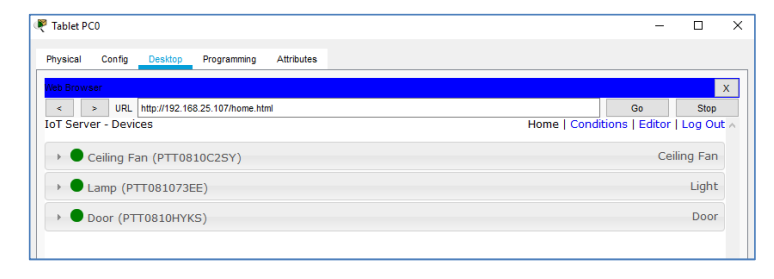 Tablet PC0
Physical Config Desktop Programming Attributes
Web Browser X
< > URL http://192.168.25.107/home.html Go Stop
IoT Server - Devices Home | Conditions | Editor | Log Out
Ceiling Fan (PTT0810C2SY) Ceiling Fan
Lamp (PTT081073EE) Light
Door (PTT0810HYKS) Door